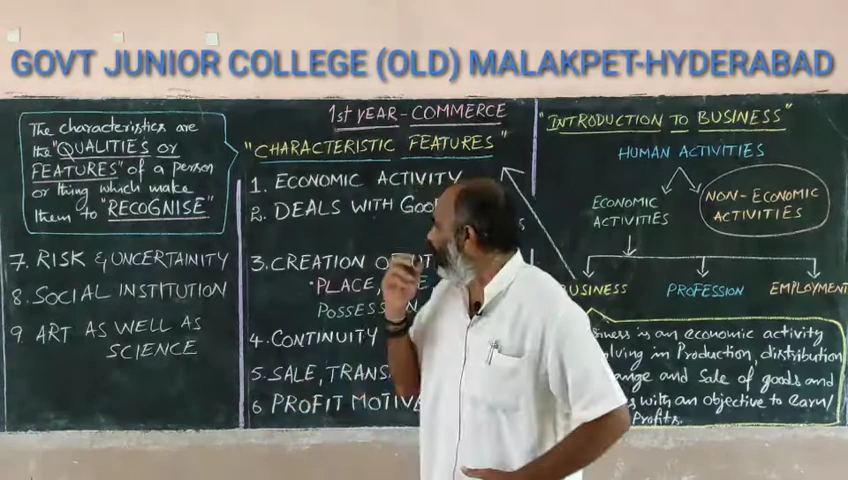 GOVT JUNIOR COLLEGE (OLD) MALAKPET-HYDERABAD
The characteristics are
the "QUALITIES or
FEATURES" of a person
or thing which make
them to "RECOGNISE"
7. RISK & UNCERTAINITY
8. SOCIAL INSTITUTION
9. ART AS WELL AS
SCIENCE
1st YEAR - COMMERCE
"CHARACTERISTIC FEATURES"
1. ECONOMIC ACTIVITY
2. DEALS WITH
3. CREATION
• PLACE
4. CONTINUITY
5. SALE,
6 PROFIT MOTIVE
"INTRODUCTION TO BUSINESS"
HUMAN ACTIVITIES
ECONOMIC
ACTIVITIES
NON-ECONOMIC
ACTIVITIES
BUSINESS
PROFESSION
EMPLOYMENT
is an economic activity
in Production, distribution
and Sale of goods and
with an objective to earn/
Profits.